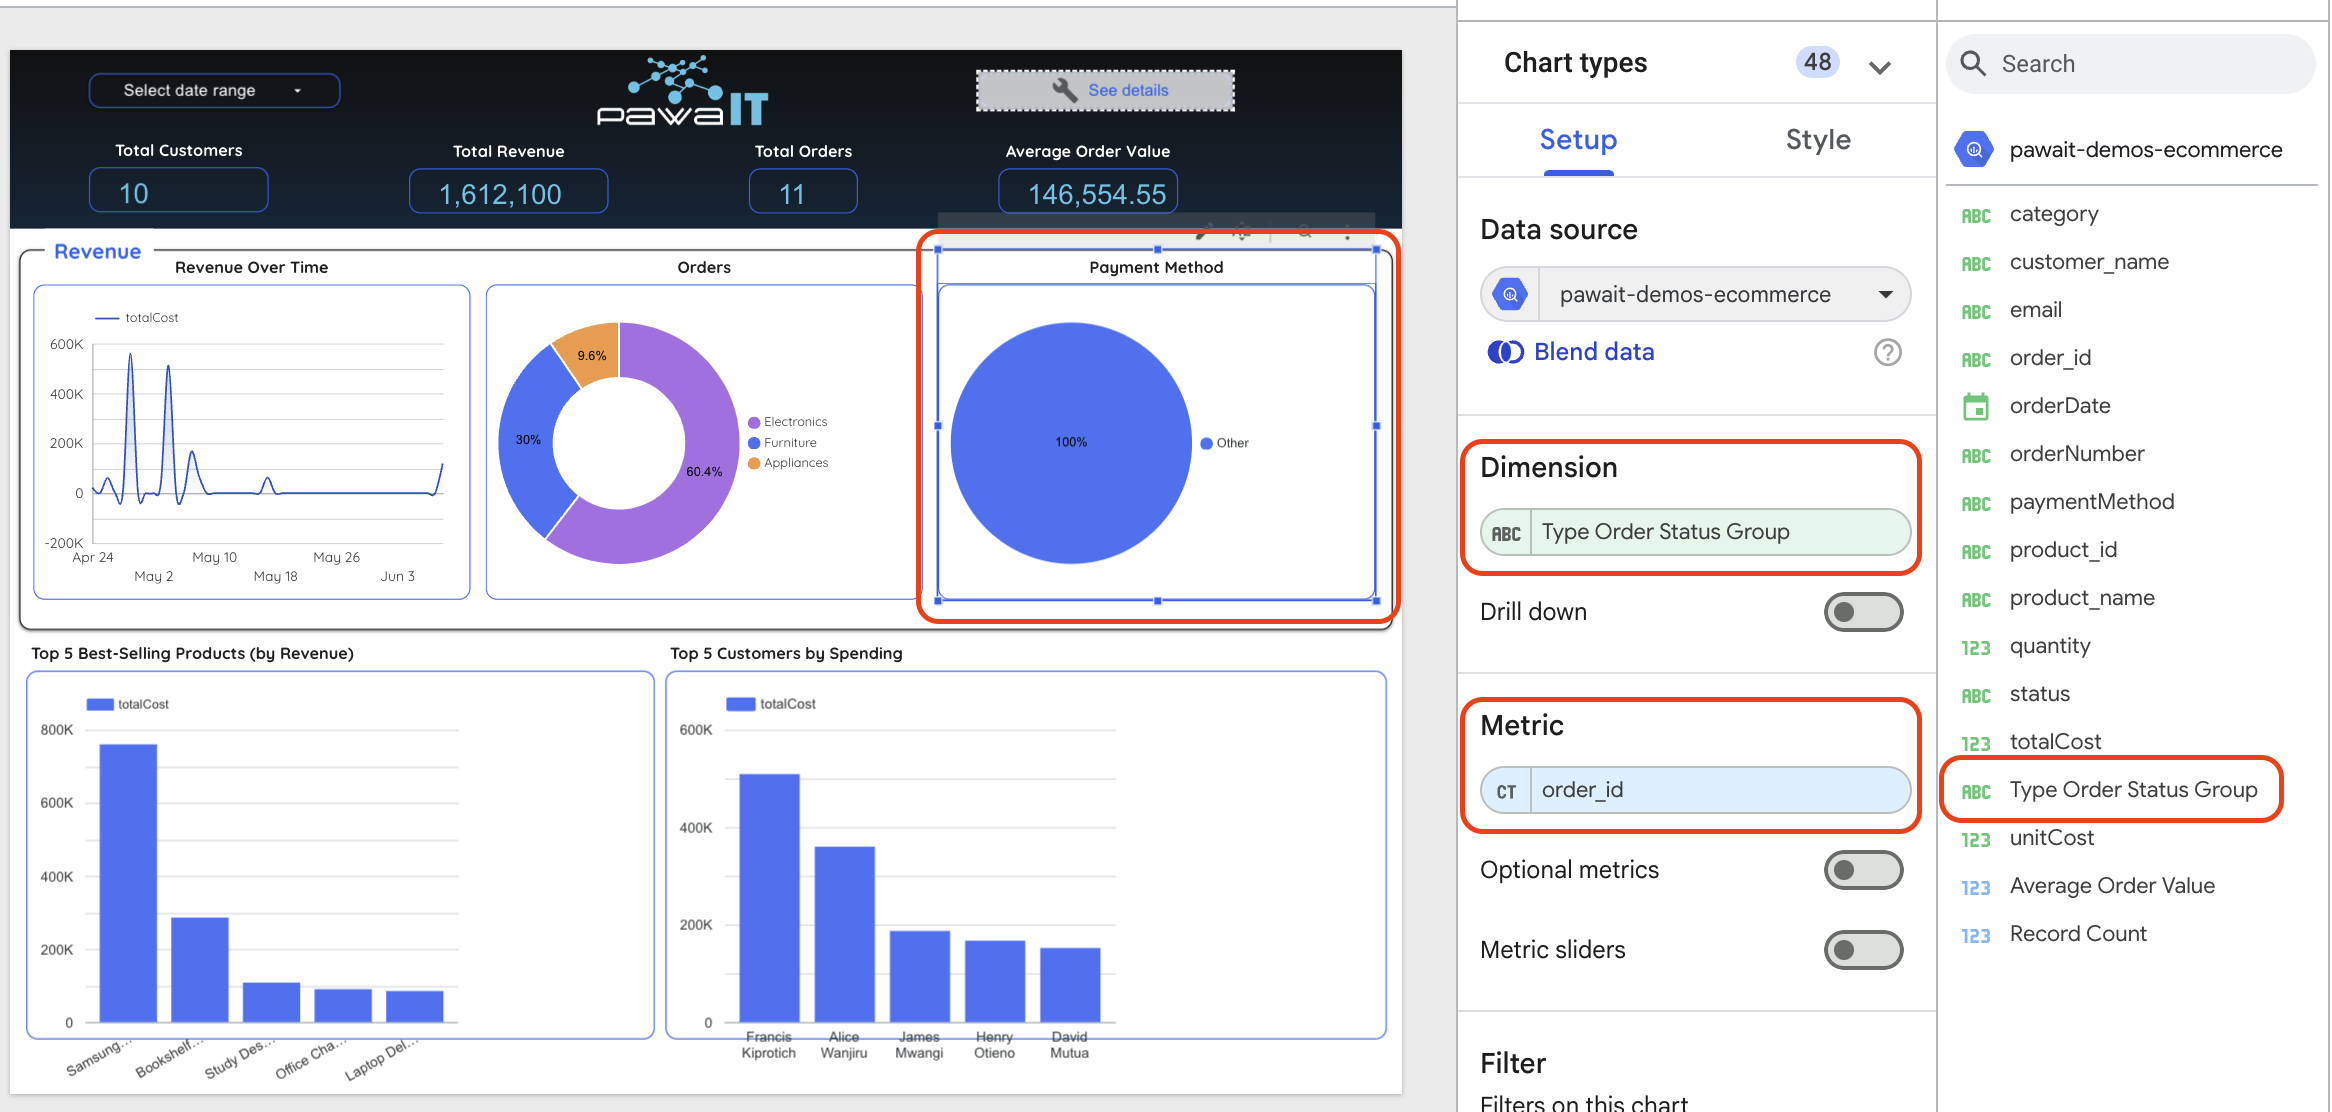 Select date range
pawaIT
See details
Total Customers
Total Revenue
Total Orders
Average Order Value
10
1,612,100
11
146,554.55
Revenue
Revenue Over Time
totalCost
600K
400K
200K
0
-200K
Apr 24
May 2
May 10
May 18
May 26
Jun 3
Orders
9.6%
30%
60.4%
Electronics
Furniture
Appliances
Payment Method
100%
Other
Top 5 Best-Selling Products (by Revenue)
totalCost
800K
600K
400K
200K
0
Samsung...
Bookshelf...
Study Des...
Office Cha...
Laptop Del...
Top 5 Customers by Spending
totalCost
600K
400K
200K
0
Francis
Kiprotich
Alice
Wanjiru
James
Mwangi
Henry
Otieno
David
Mutua
Chart types
48
Setup
Style
Data source
pawait-demos-ecommerce
Blend data
?
Dimension
ABC Type Order Status Group
Drill down
Metric
CT order_id
Optional metrics
Metric sliders
Filter
Filters on this chart
Search
pawait-demos-ecommerce
ABC category
ABC customer_name
ABC email
ABC order_id
orderDate
ABC orderNumber
ABC paymentMethod
ABC product_id
ABC product_name
123 quantity
ABC status
123 totalCost
ABC Type Order Status Group
123 unitCost
123 Average Order Value
123 Record Count